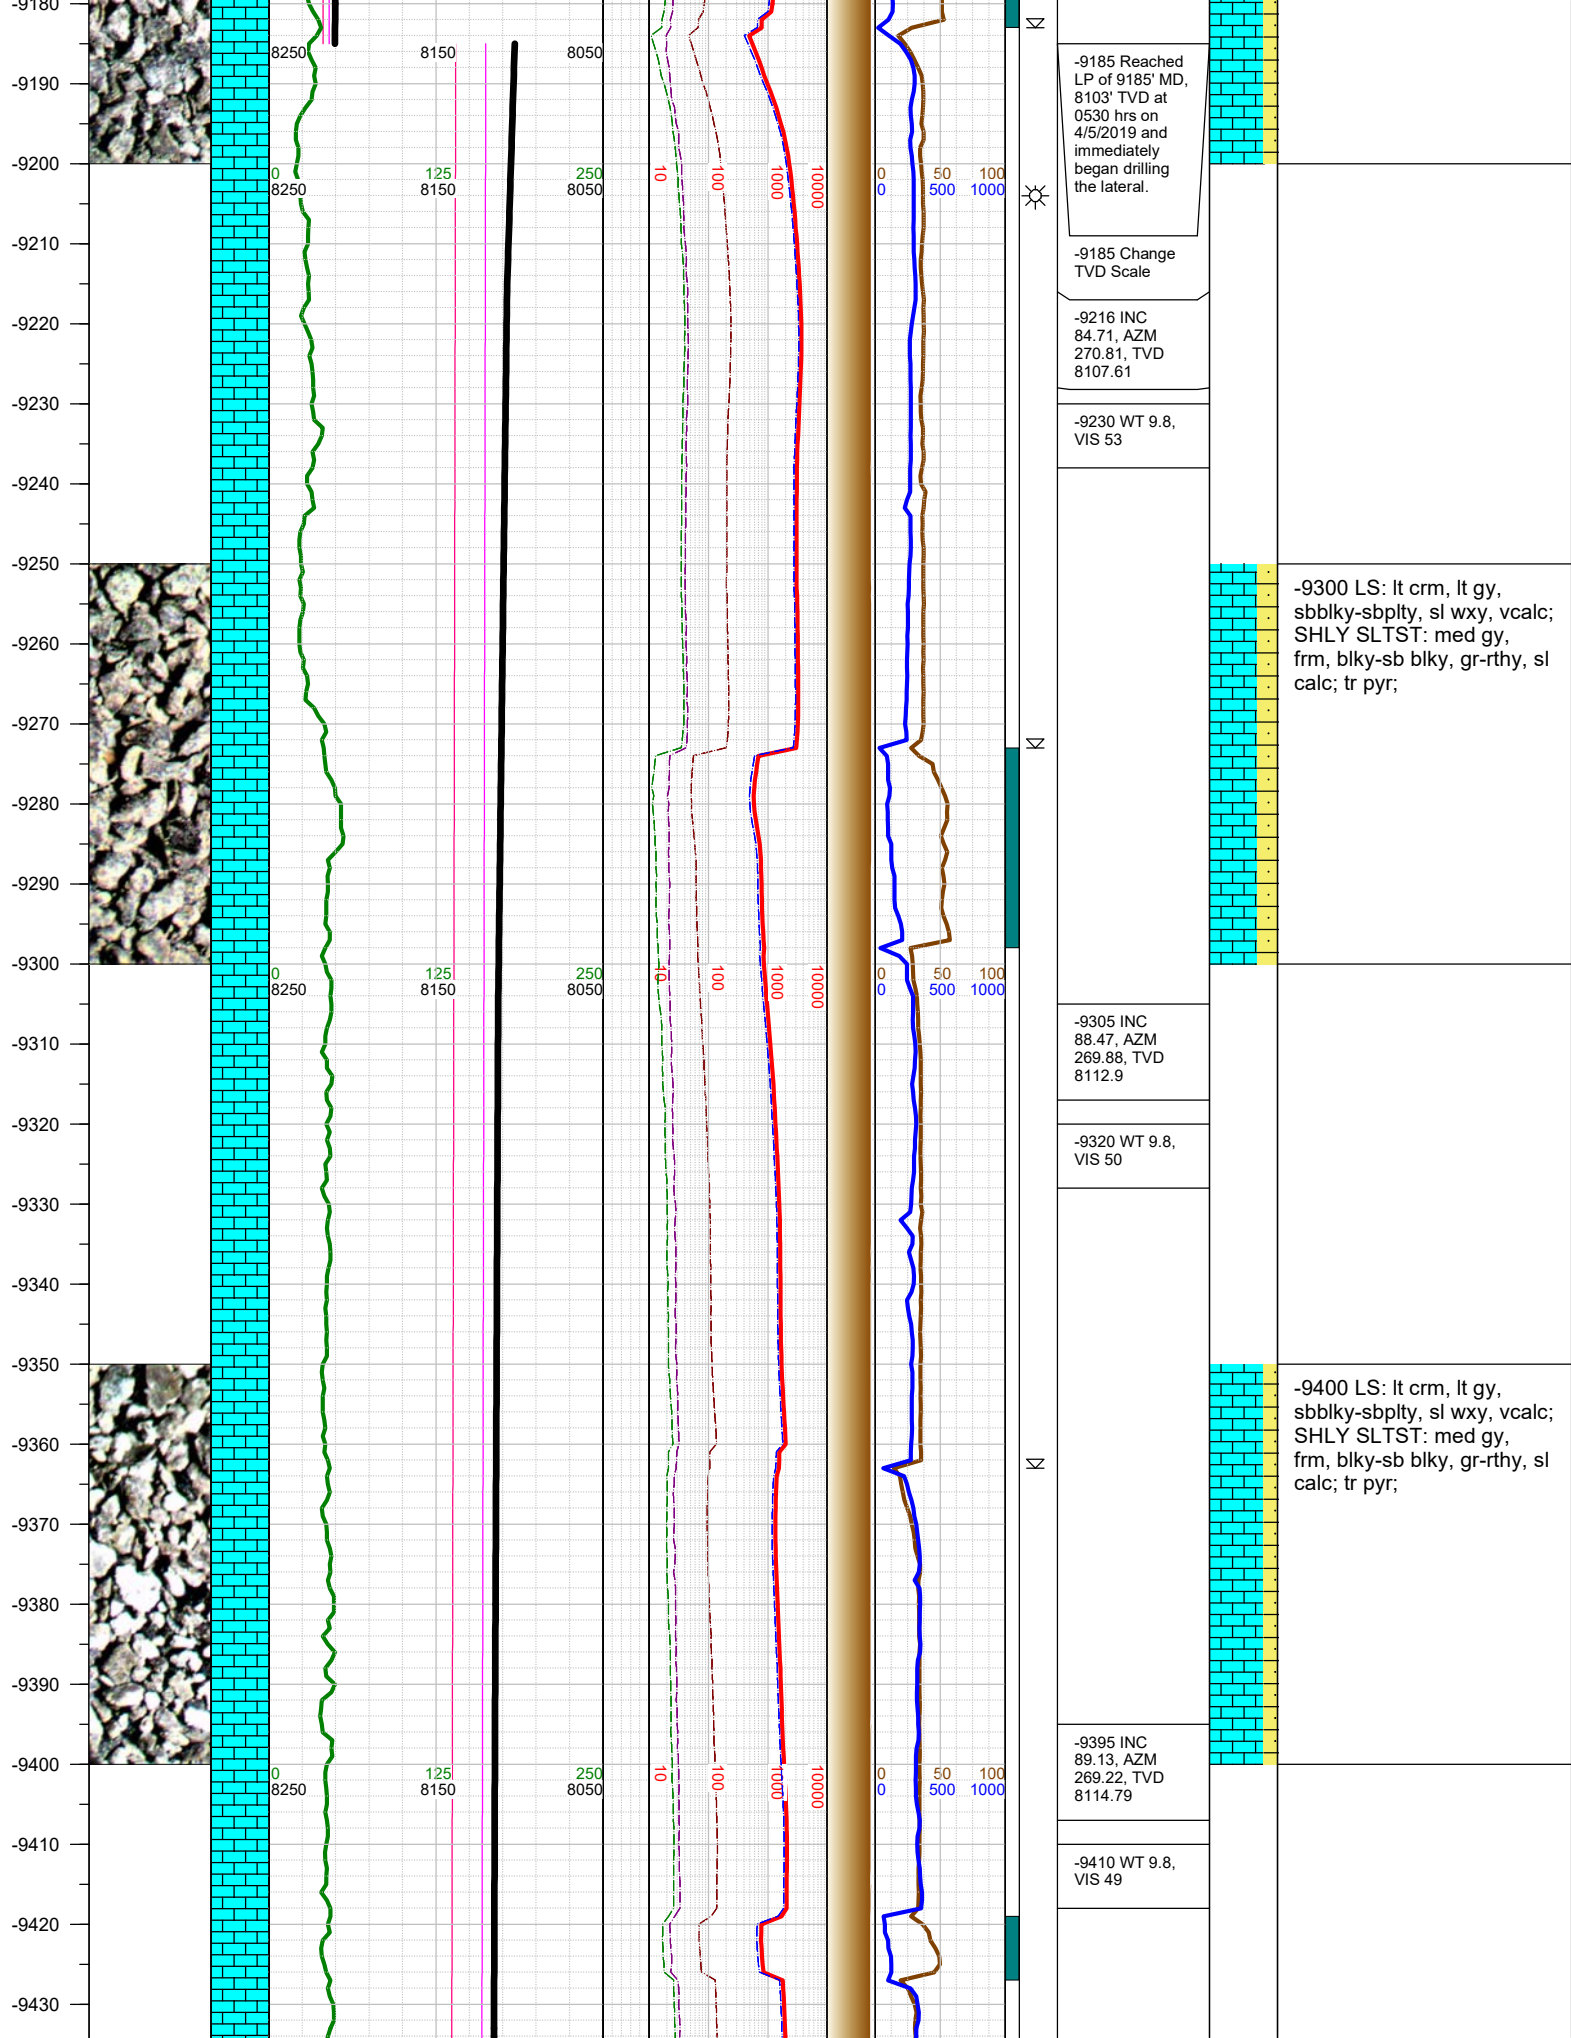 -9180
8250 8150 8050
-9185 Reached
LP of 9185' MD,
8103' TVD at
0530 hrs on
4/5/2019 and
immediately
began drilling
the lateral.
-9190
-9200
0 125 250 10 100 1000 10000 0 50 100
8250 8150 8050 0 500 1000
-9210
-9185 Change
TVD Scale
-9220
-9216 INC
84.71, AZM
270.81, TVD
8107.61
-9230
-9230 WT 9.8,
VIS 53
-9240
-9250
-9300 LS: lt crm, lt gy,
sbblky-sbplty, sl wxy, vcalc;
SHLY SLTST: med gy,
frm, blky-sb blky, gr-rthy, sl
calc; tr pyr;
-9260
-9270
-9280
-9290
-9300
0 125 250 10 100 1000 10000 0 50 100
8250 8150 8050 0 500 1000
-9305 INC
88.47, AZM
269.88, TVD
8112.9
-9310
-9320
-9320 WT 9.8,
VIS 50
-9330
-9340
-9350
-9400 LS: lt crm, lt gy,
sbblky-sbplty, sl wxy, vcalc;
SHLY SLTST: med gy,
frm, blky-sb blky, gr-rthy, sl
calc; tr pyr;
-9360
-9370
-9380
-9390
-9395 INC
89.13, AZM
269.22, TVD
8114.79
-9400
0 125 250 10 100 1000 10000 0 50 100
8250 8150 8050 0 500 1000
-9410
-9410 WT 9.8,
VIS 49
-9420
-9430